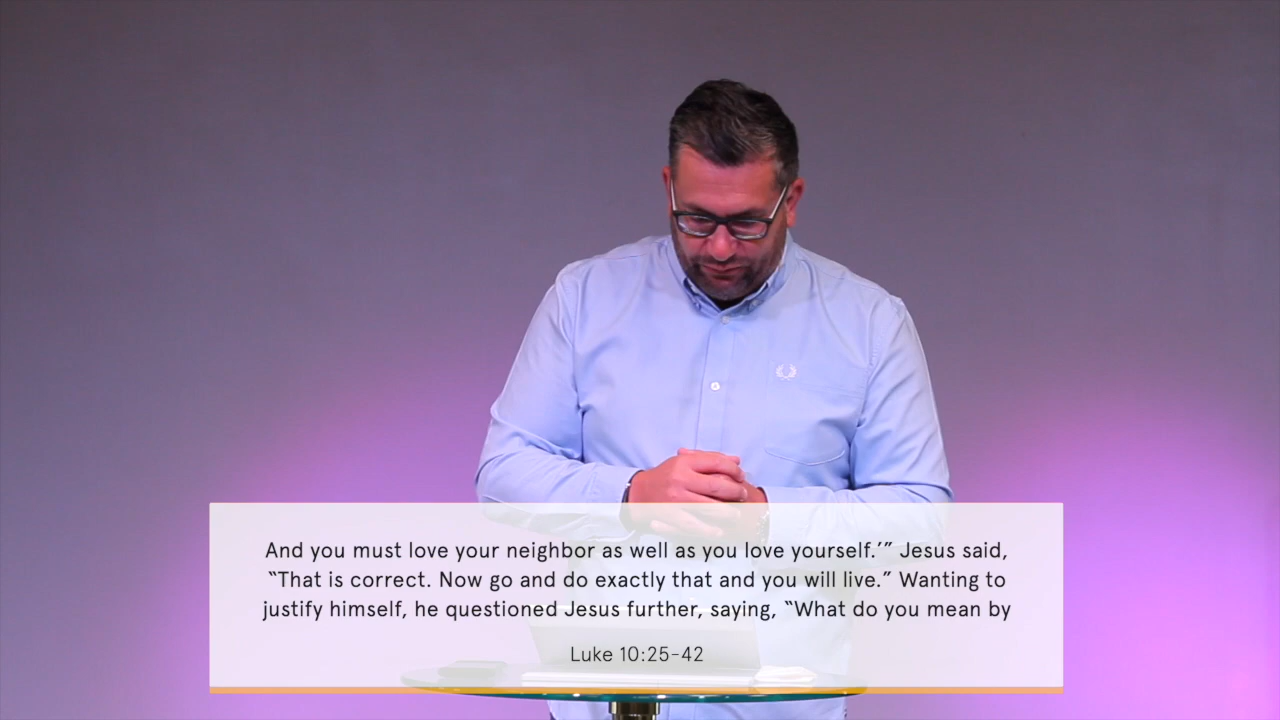 And you must love your neighbor as well as you love yourself.’” Jesus said,
“That is correct. Now go and do exactly that and you will live.” Wanting to
justify himself, he questioned Jesus further, saying, “What do you mean by
Luke 10:25-42